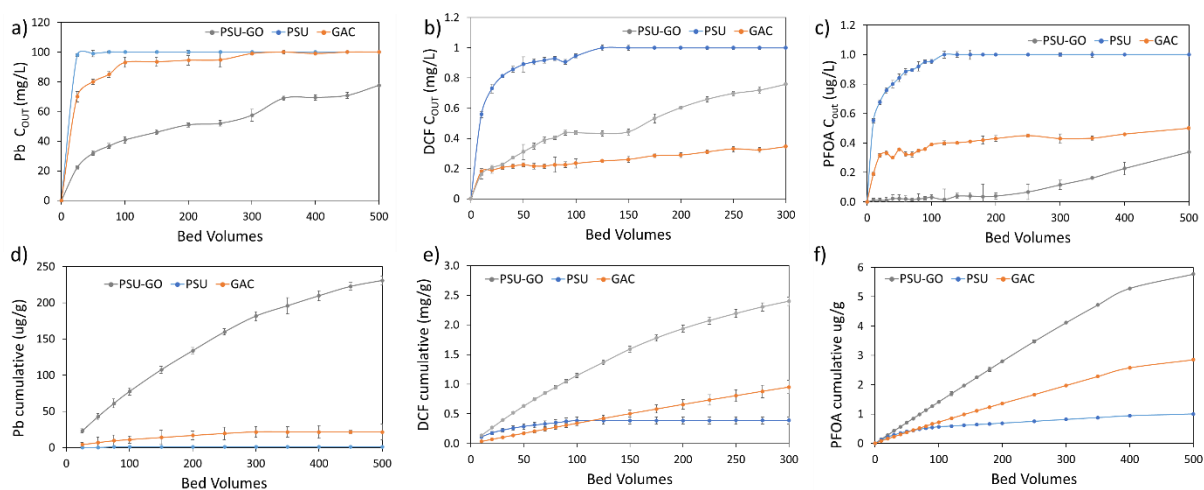 a)
PSU-GO PSU GAC
Pb C_OUT (mg/L)
120
100
80
60
40
20
0
0 100 200 300 400 500
Bed Volumes
b)
PSU-GO PSU GAC
DCF C_OUT (mg/L)
1.2
1
0.8
0.6
0.4
0.2
0
0 50 100 150 200 250 300
Bed Volumes
c)
PSU-GO PSU GAC
PFOA C_OUT (ug/L)
1.2
1.0
0.8
0.6
0.4
0.2
0.0
0 100 200 300 400 500
Bed Volumes
d)
PSU-GO PSU GAC
Pb cumulative (ug/g)
250
200
150
100
50
0
0 100 200 300 400 500
Bed Volumes
e)
PSU-GO PSU GAC
DCF cumulative (mg/g)
3.0
2.5
2.0
1.5
1.0
0.5
0.0
0 50 100 150 200 250 300
Bed Volumes
f)
PSU-GO PSU GAC
PFOA cumulative ug/g
6
5
4
3
2
1
0
0 100 200 300 400 500
Bed Volumes